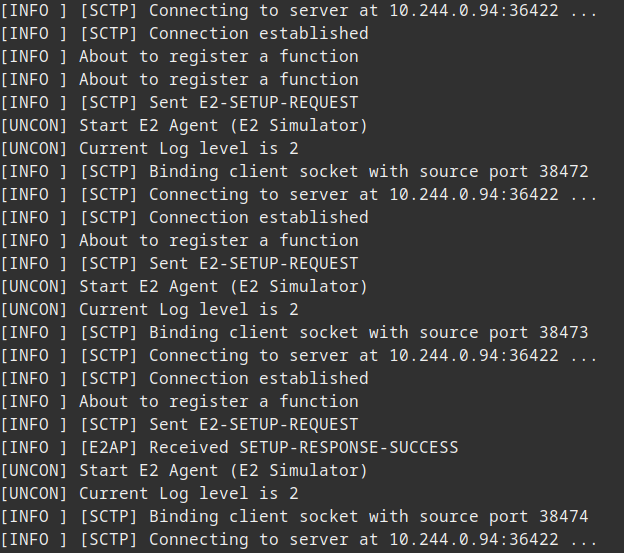 [INFO ] [SCTP] Connecting to server at 10.244.0.94:36422 ...
[INFO ] [SCTP] Connection established
[INFO ] About to register a function
[INFO ] About to register a function
[INFO ] [SCTP] Sent E2-SETUP-REQUEST
[UNCON] Start E2 Agent (E2 Simulator)
[UNCON] Current Log level is 2
[INFO ] [SCTP] Binding client socket with source port 38472
[INFO ] [SCTP] Connecting to server at 10.244.0.94:36422 ...
[INFO ] [SCTP] Connection established
[INFO ] About to register a function
[INFO ] [SCTP] Sent E2-SETUP-REQUEST
[UNCON] Start E2 Agent (E2 Simulator)
[UNCON] Current Log level is 2
[INFO ] [SCTP] Binding client socket with source port 38473
[INFO ] [SCTP] Connecting to server at 10.244.0.94:36422 ...
[INFO ] [SCTP] Connection established
[INFO ] About to register a function
[INFO ] [SCTP] Sent E2-SETUP-REQUEST
[INFO ] [E2AP] Received SETUP-RESPONSE-SUCCESS
[UNCON] Start E2 Agent (E2 Simulator)
[UNCON] Current Log level is 2
[INFO ] [SCTP] Binding client socket with source port 38474
[INFO ] [SCTP] Connecting to server at 10.244.0.94:36422 ...